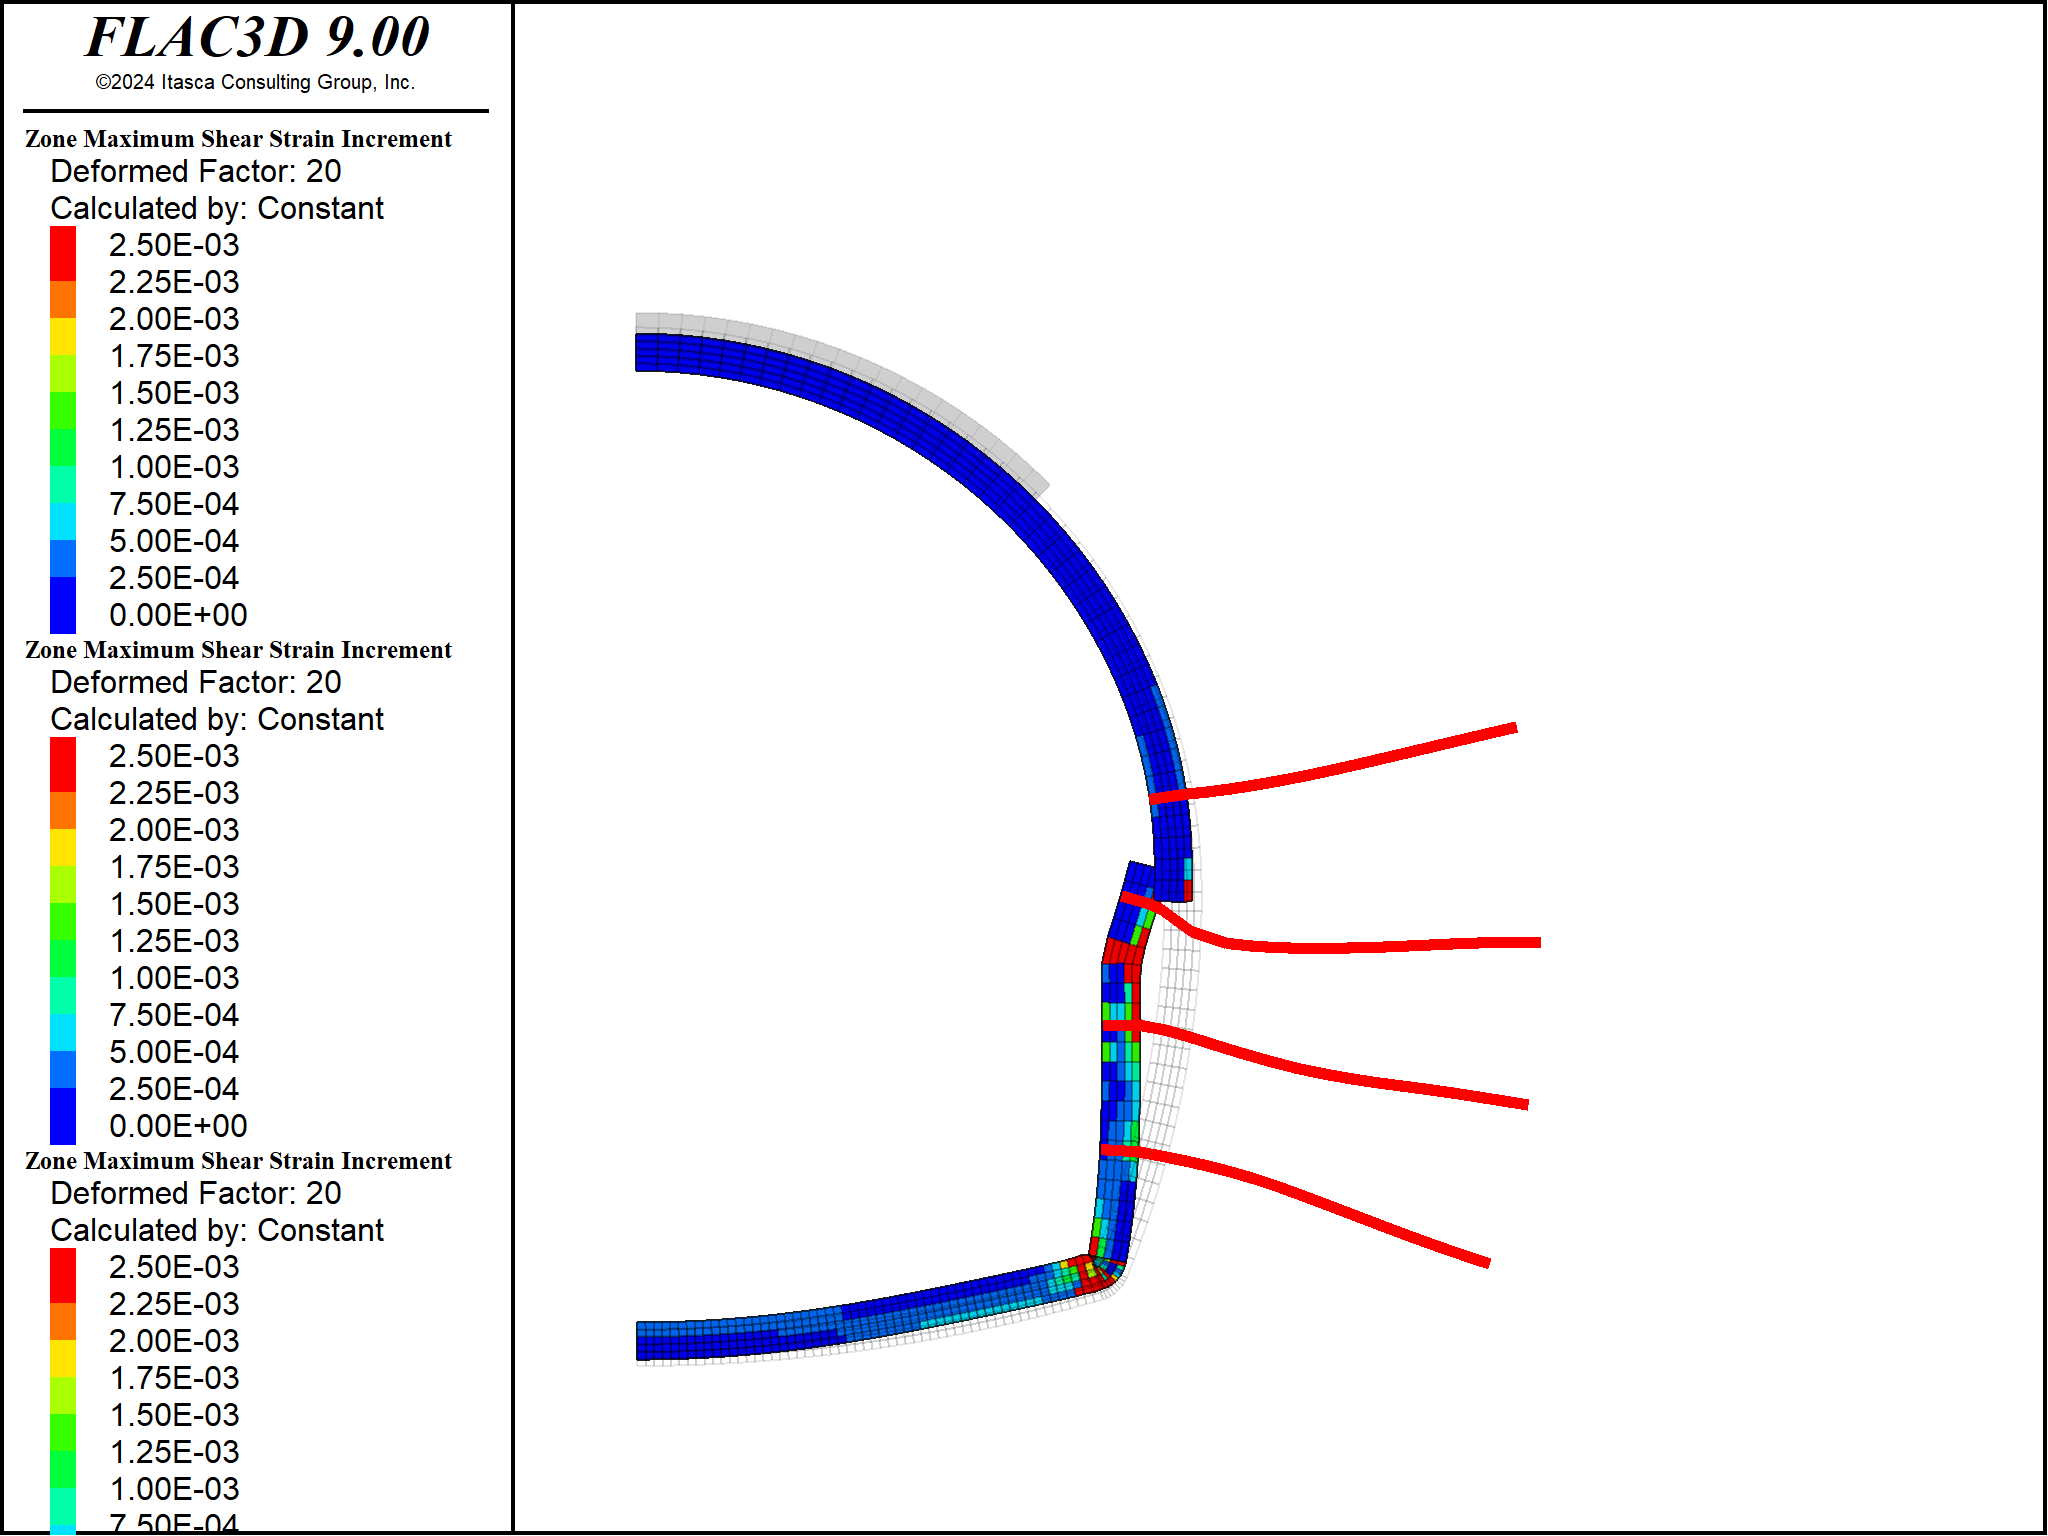 FLAC3D 9.00
©2024 Itasca Consulting Group, Inc.
Zone Maximum Shear Strain Increment
Deformed Factor: 20
Calculated by: Constant
2.50E-03
2.25E-03
2.00E-03
1.75E-03
1.50E-03
1.25E-03
1.00E-03
7.50E-04
5.00E-04
2.50E-04
0.00E+00
Zone Maximum Shear Strain Increment
Deformed Factor: 20
Calculated by: Constant
2.50E-03
2.25E-03
2.00E-03
1.75E-03
1.50E-03
1.25E-03
1.00E-03
7.50E-04
5.00E-04
2.50E-04
0.00E+00
Zone Maximum Shear Strain Increment
Deformed Factor: 20
Calculated by: Constant
2.50E-03
2.25E-03
2.00E-03
1.75E-03
1.50E-03
1.25E-03
1.00E-03
7.50E-04